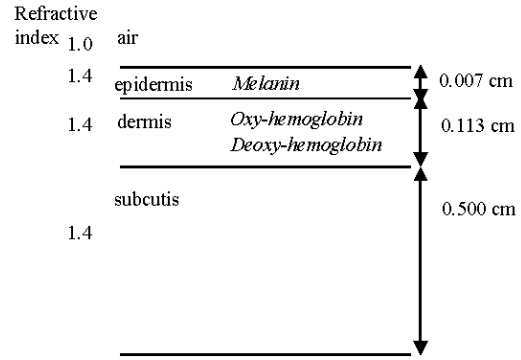 Refractive
index 1.0 air
1.4 epidermis Melanin 0.007 cm
1.4 dermis Oxy-hemoglobin 0.113 cm
Deoxy-hemoglobin
subcutis 0.500 cm
1.4